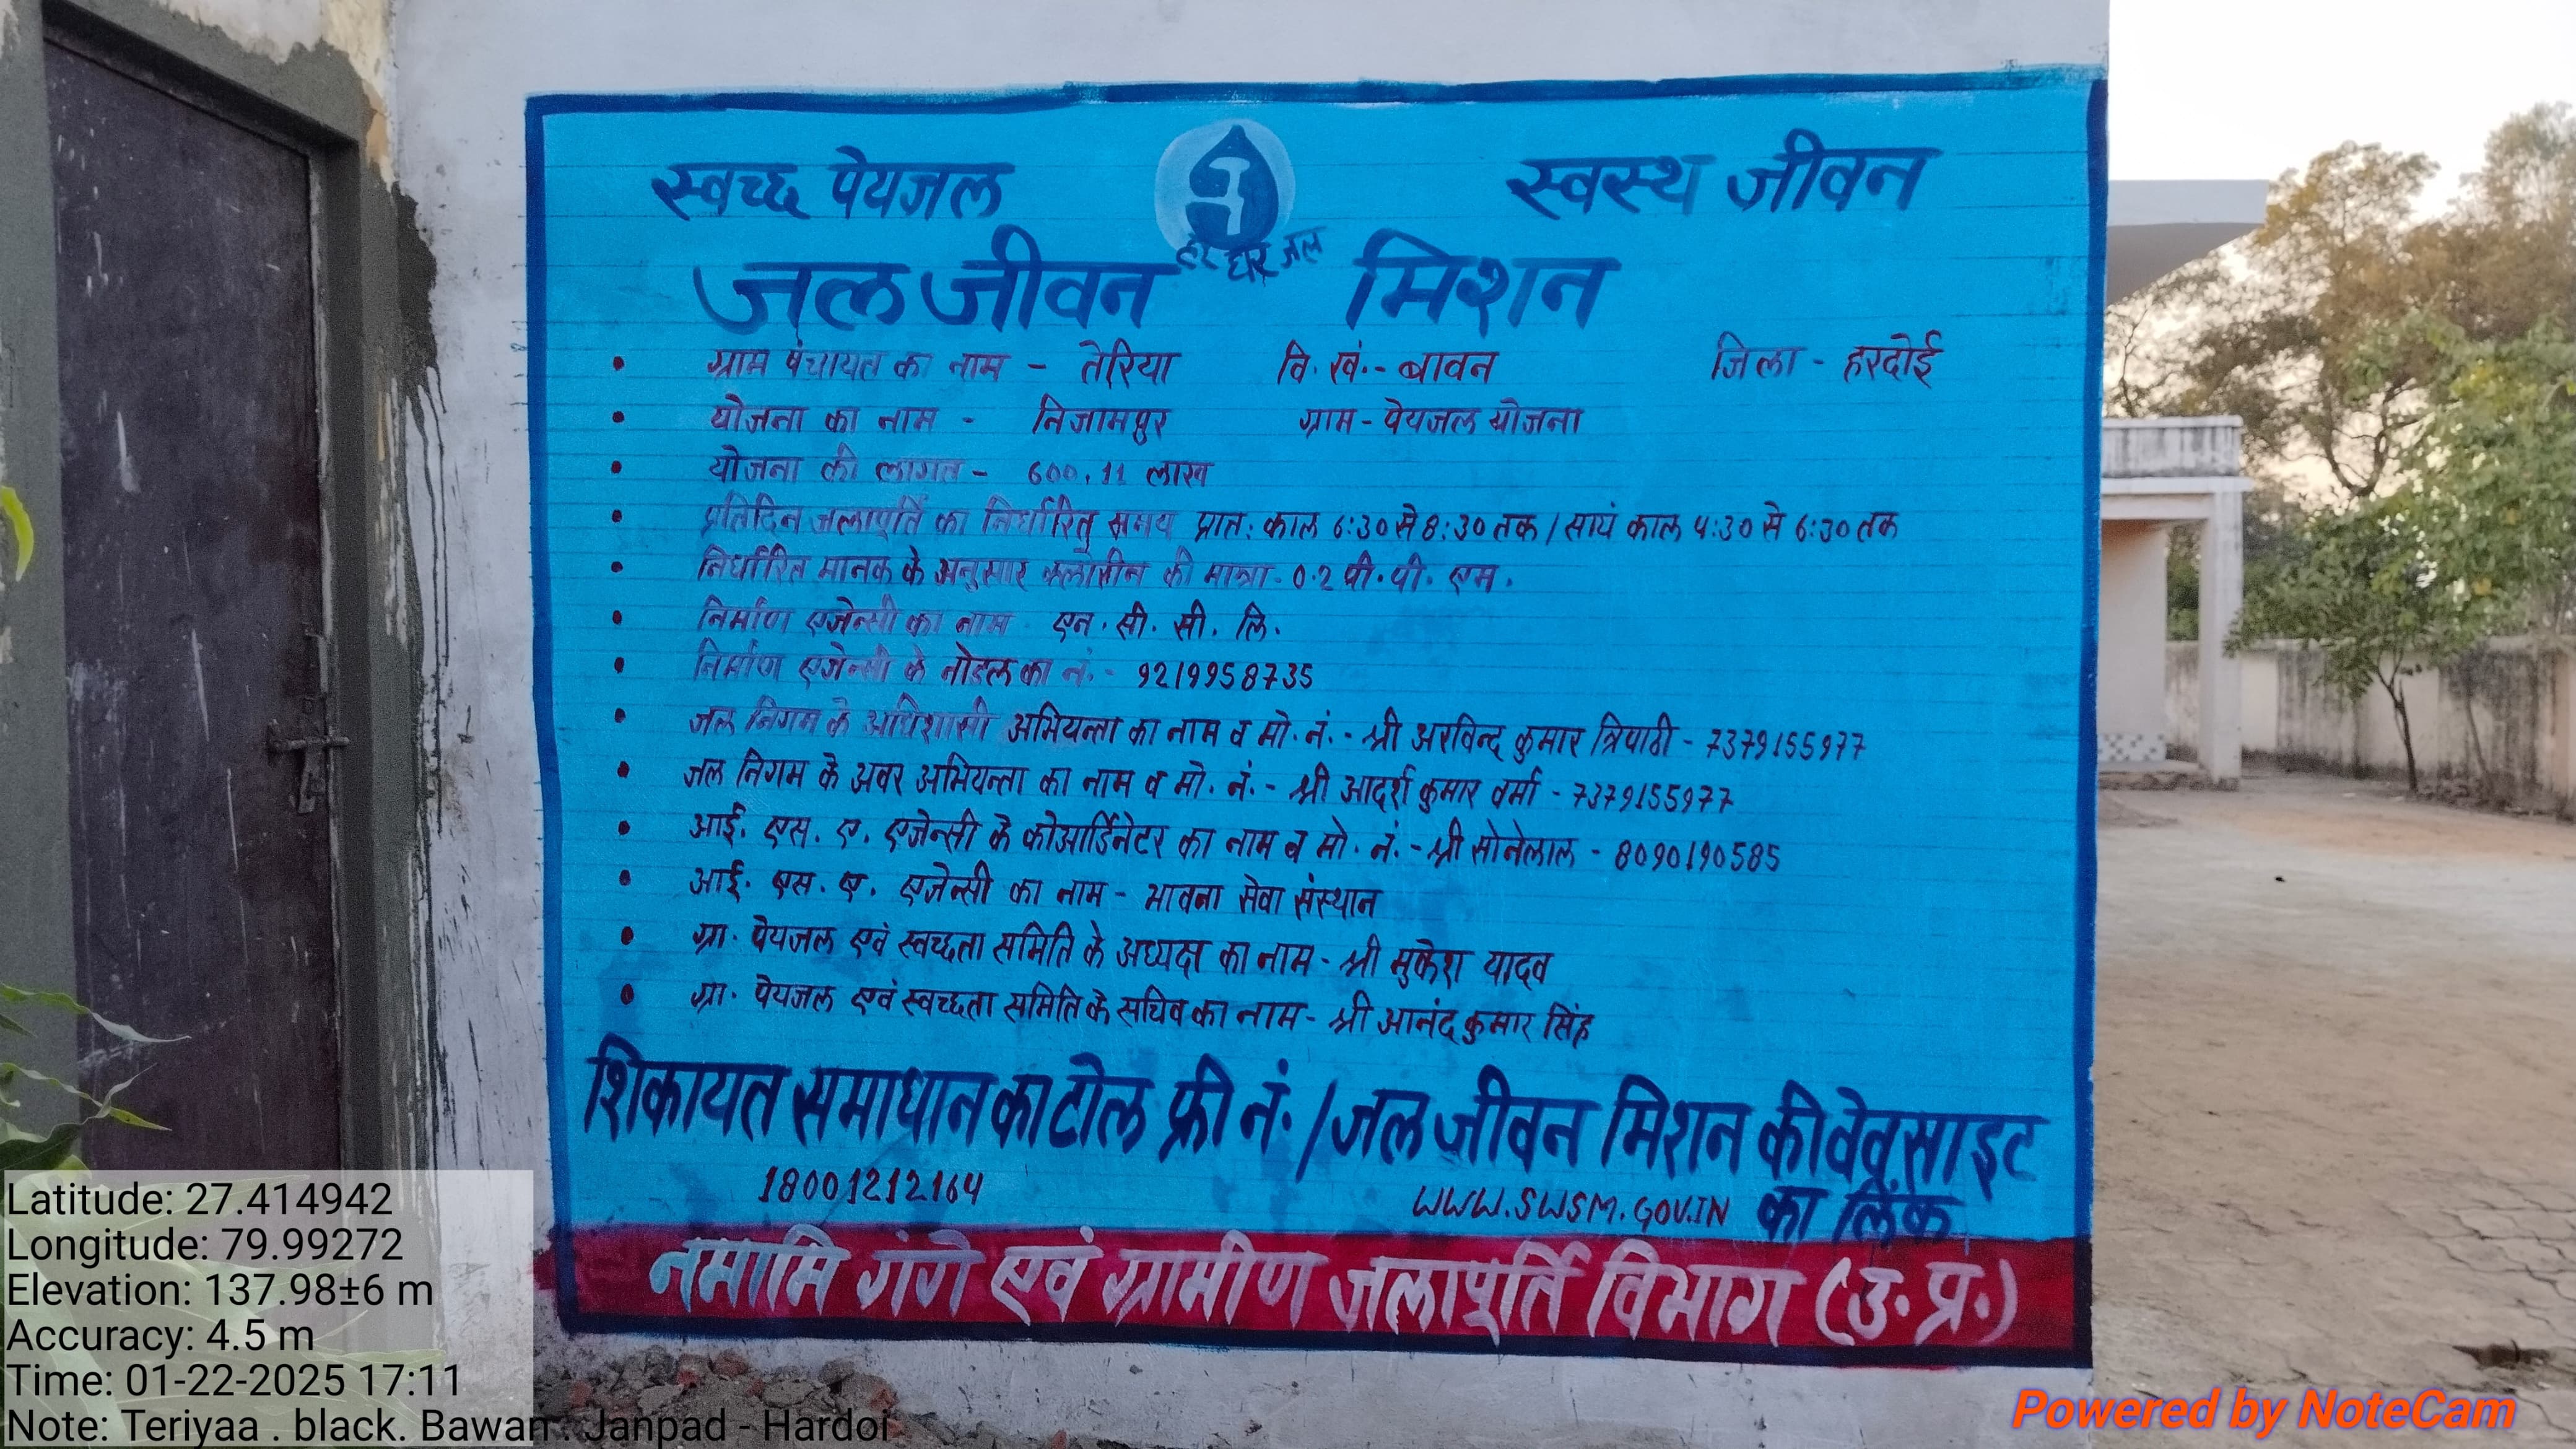 स्वच्छ पेयजल स्वस्थ जीवन
हर घर जल
जल जीवन मिशन
• ग्राम पंचायत का नाम - तेरिया वि. खं.- बावन जिला - हरदोई
• योजना का नाम - निजामपुर ग्राम - पेयजल योजना
• योजना की लागत - 600.11 लाख
• प्रतिदिन जलापूर्ति का निर्धारित समय प्रात: काल 6:30 से 8:30 तक / सायं काल 4:30 से 6:30 तक
• निर्धारित मानक के अनुसार क्लोरीन की मात्रा - 0.2 पी. पी. एम.
• निर्माण एजेन्सी का नाम - एन. सी. सी. लि.
• निर्माण एजेन्सी के नोडल का नं. - 9219958735
• जल निगम के अधिशासी अभियन्ता का नाम व मो. नं. - श्री अरविन्द कुमार त्रिपाठी - 7379155977
• जल निगम के अवर अभियन्ता का नाम व मो. नं. - श्री आदर्श कुमार वर्मा - 7379155977
• आई. एस. ए. एजेन्सी के कोआर्डिनेटर का नाम व मो. नं. - श्री सोनेलाल - 8090190585
• आई. एस. ए. एजेन्सी का नाम - भावना सेवा संस्थान
• ग्रा. पेयजल एवं स्वच्छता समिति के अध्यक्ष का नाम - श्री मुकेश यादव
• ग्रा. पेयजल एवं स्वच्छता समिति के सचिव का नाम - श्री आनंद कुमार सिंह
शिकायत समाधान का टोल फ्री नं. / जल जीवन मिशन की वेवसाइट
18001212164 WWW.SWSM.GOV.IN का लिंक
नमामि गंगे एवं ग्रामीण जलापूर्ति विभाग (उ. प्र.)
Latitude: 27.414942
Longitude: 79.99272
Elevation: 137.98±6 m
Accuracy: 4.5 m
Time: 01-22-2025 17:11
Note: Teriyaa . black. Bawan . Janpad - Hardoi
Powered by NoteCam